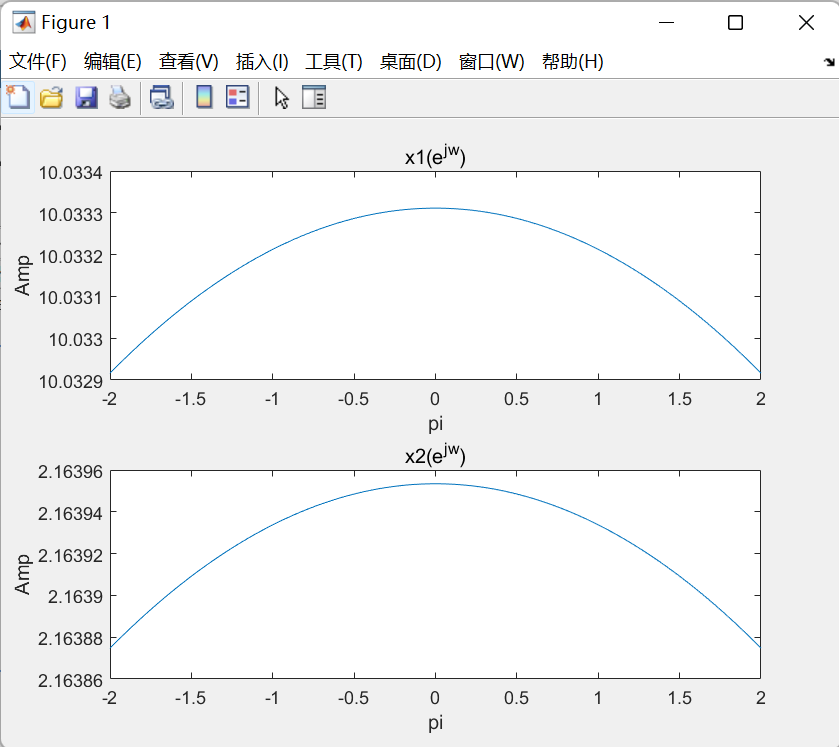 Figure 1
文件(F) 编辑(E) 查看(V) 插入(I) 工具(T) 桌面(D) 窗口(W) 帮助(H)
x1(e^jw)
10.0334
10.0333
10.0332
10.0331
10.033
10.0329
Amp
-2 -1.5 -1 -0.5 0 0.5 1 1.5 2
pi
x2(e^jw)
2.16396
2.16394
2.16392
2.1639
2.16388
2.16386
Amp
-2 -1.5 -1 -0.5 0 0.5 1 1.5 2
pi